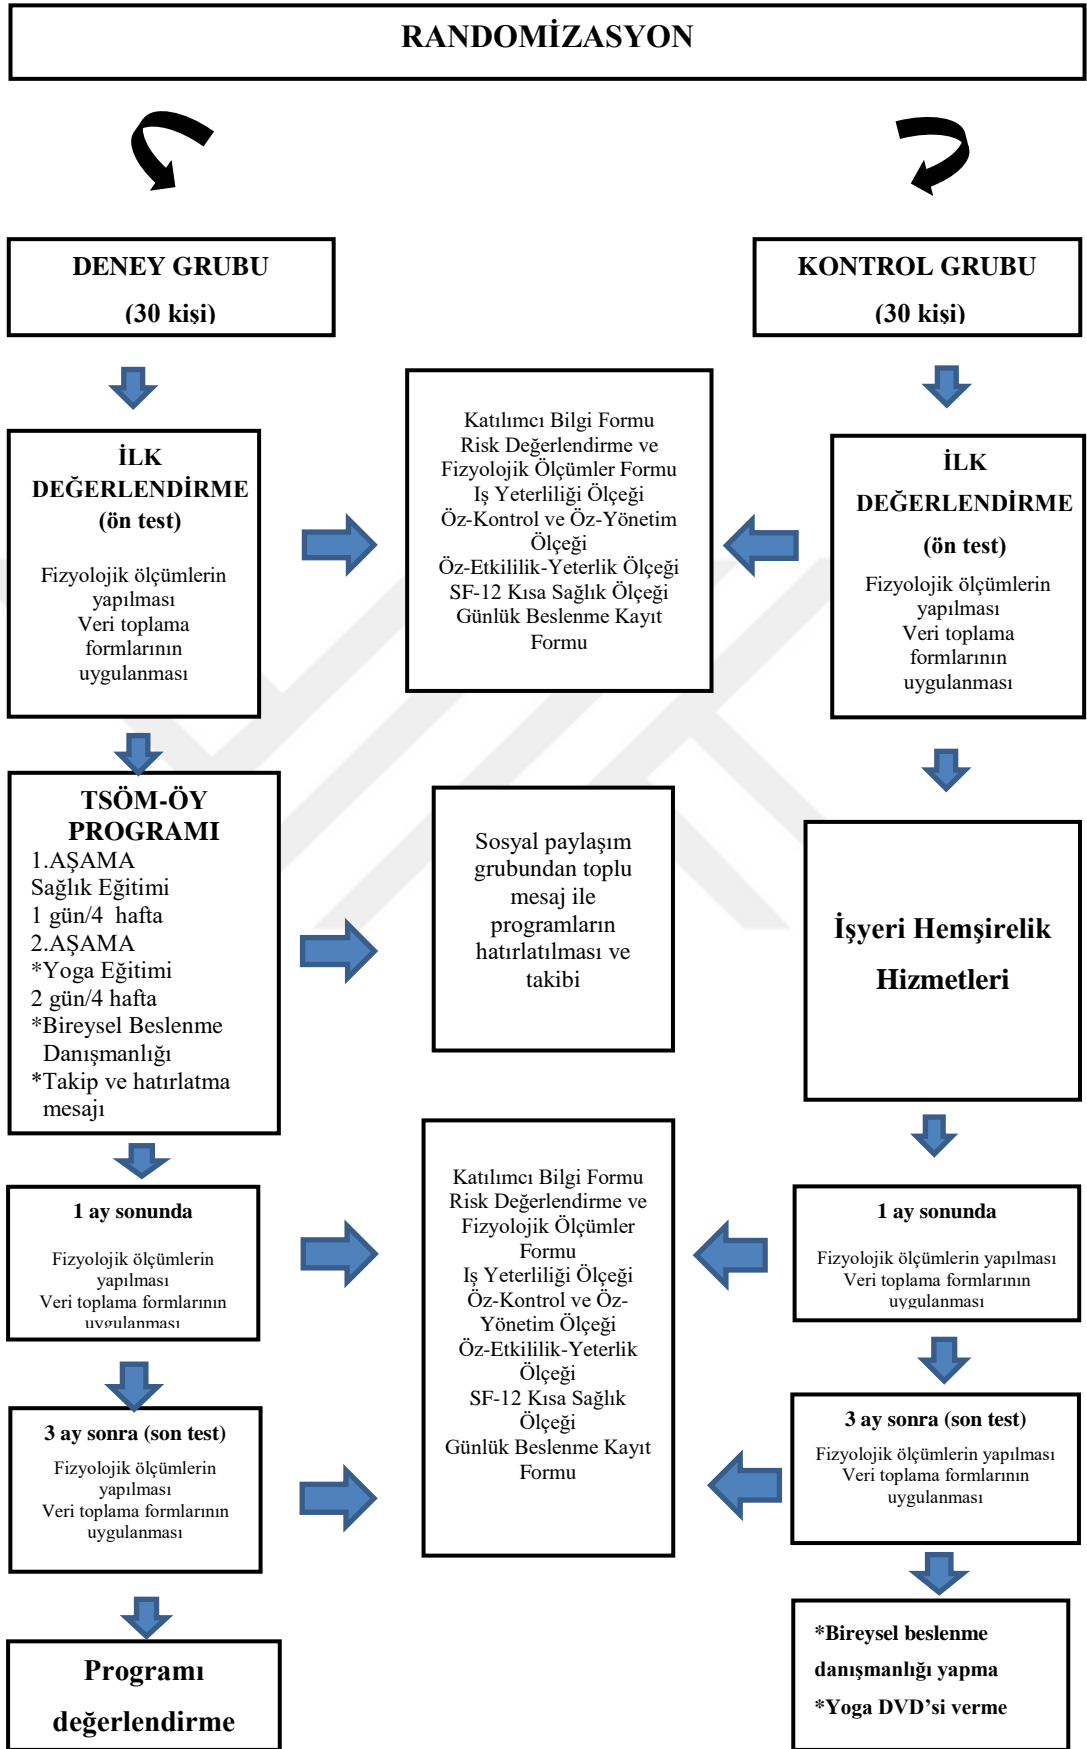 RANDOMİZASYON
DENEY GRUBU
(30 kişi)
KONTROL GRUBU
(30 kişi)
İLK
DEĞERLENDİRME
(ön test)
Fizyolojik ölçümlerin
yapılması
Veri toplama
formlarının
uygulanması
Katılımcı Bilgi Formu
Risk Değerlendirme ve
Fizyolojik Ölçümler Formu
Iş Yeterliliği Ölçeği
Öz-Kontrol ve Öz-Yönetim
Ölçeği
Öz-Etkililik-Yeterlik Ölçeği
SF-12 Kısa Sağlık Ölçeği
Günlük Beslenme Kayıt
Formu
İLK
DEĞERLENDİRME
(ön test)
Fizyolojik ölçümlerin
yapılması
Veri toplama
formlarının
uygulanması
TSÖM-ÖY
PROGRAMI
1.AŞAMA
Sağlık Eğitimi
1 gün/4 hafta
2.AŞAMA
*Yoga Eğitimi
2 gün/4 hafta
*Bireysel Beslenme
Danışmanlığı
*Takip ve hatırlatma
mesajı
Sosyal paylaşım
grubundan toplu
mesaj ile
programların
hatırlatılması ve
takibi
İşyeri Hemşirelik
Hizmetleri
1 ay sonunda
Fizyolojik ölçümlerin
yapılması
Veri toplama formlarının
uygulanması
Katılımcı Bilgi Formu
Risk Değerlendirme ve
Fizyolojik Ölçümler
Formu
Iş Yeterliliği Ölçeği
Öz-Kontrol ve Öz-
Yönetim Ölçeği
Öz-Etkililik-Yeterlik
Ölçeği
SF-12 Kısa Sağlık
Ölçeği
Günlük Beslenme Kayıt
Formu
1 ay sonunda
Fizyolojik ölçümlerin yapılması
Veri toplama formlarının
uygulanması
3 ay sonra (son test)
Fizyolojik ölçümlerin
yapılması
Veri toplama formlarının
uygulanması
3 ay sonra (son test)
Fizyolojik ölçümlerin yapılması
Veri toplama formlarının
uygulanması
Programı
değerlendirme
*Bireysel beslenme
danışmanlığı yapma
*Yoga DVD’si verme